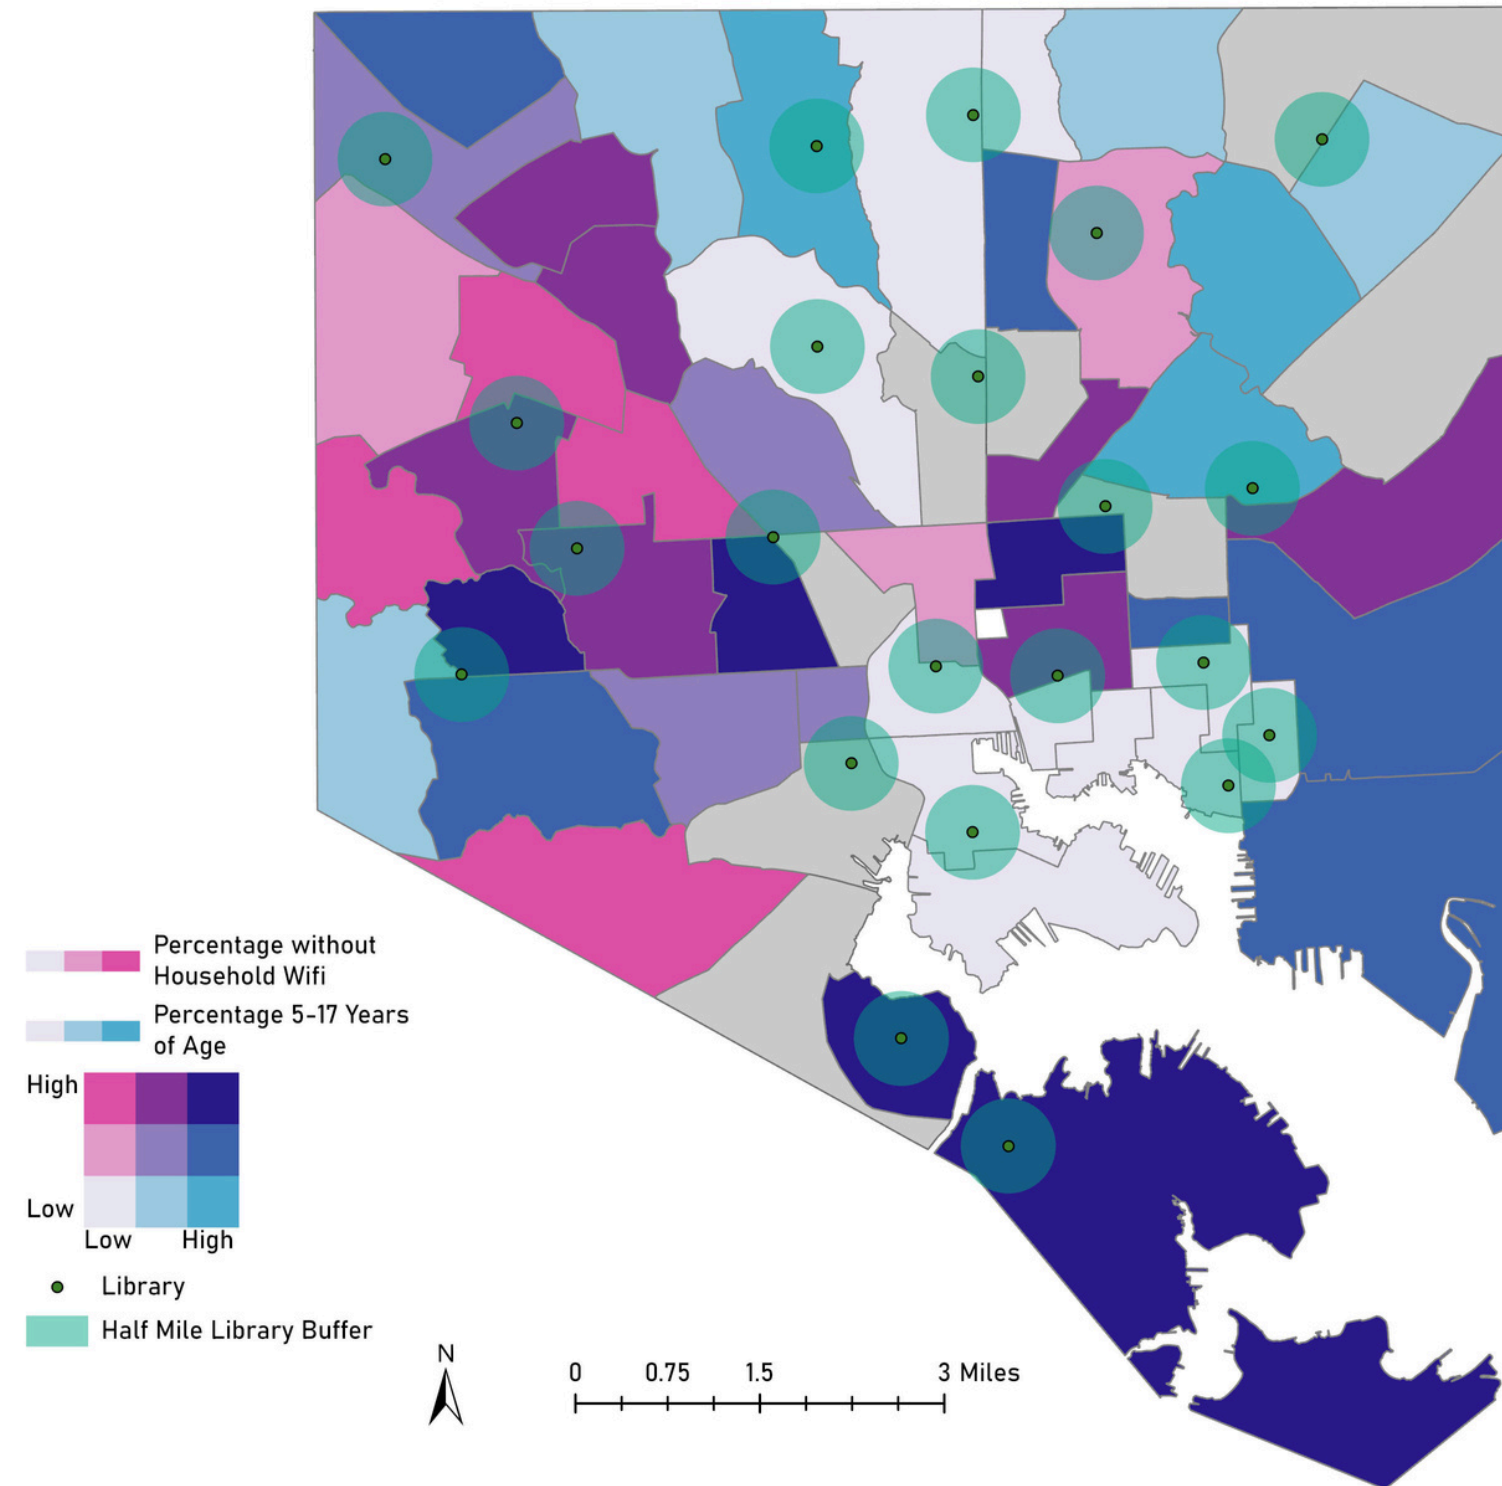 Percentage without
Household Wifi
Percentage 5-17 Years
of Age
High
Low
Low High
Library
Half Mile Library Buffer
N
0 0.75 1.5 3 Miles